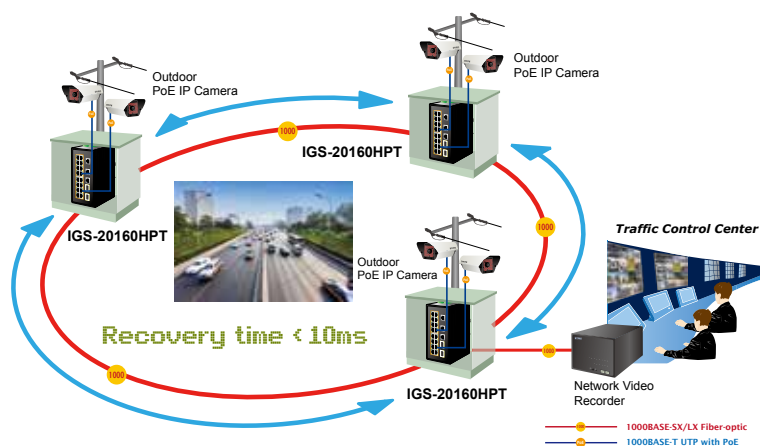 Outdoor
PoE IP Camera
Outdoor
PoE IP Camera
1000
IGS-20160HPT
IGS-20160HPT
1000
Traffic Control Center
Outdoor
PoE IP Camera
Recovery time <10ms
1000
1000
IGS-20160HPT
Network Video
Recorder
1000BASE-SX/LX Fiber-optic
1000BASE-T UTP with PoE